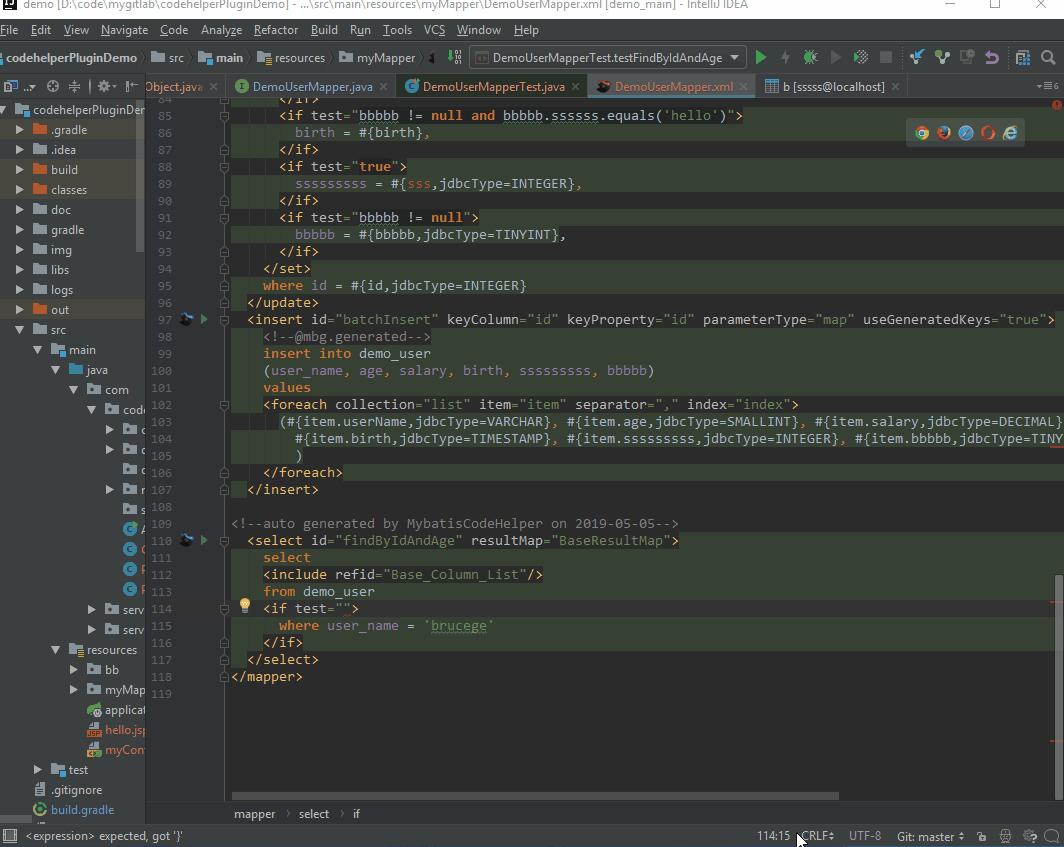 demo [D:\code\mygitlab\codehelperPluginDemo] - ...\src\main\resources\myMapper\DemoUserMapper.xml [demo_main] - IntelliJ IDEA
File Edit View Navigate Code Analyze Refactor Build Run Tools VCS Window Help
codehelperPluginDemo src main resources myMapper DemoUserMapperTest.testFindByIdAndAge
Object.java DemoUserMapper.java DemoUserMapperTest.java DemoUserMapper.xml b [sssss@localhost] 6
codehelperPluginDer
.gradle
.idea
build
classes
doc
gradle
img
libs
logs
out
src
main
java
com
code
serv
serv
resources
bb
myMap
applicat
hello.jsp
myCon
test
.gitignore
build.gradle
84 </if>
85 <if test="bbbbb != null and bbbbb.ssssss.equals('hello')">
86 birth = #{birth},
87 </if>
88 <if test="true">
89 sssssssss = #{sss,jdbcType=INTEGER},
90 </if>
91 <if test="bbbbb != null">
92 bbbbb = #{bbbbb,jdbcType=TINYINT},
93 </if>
94 </set>
95 where id = #{id,jdbcType=INTEGER}
96 </update>
97 <insert id="batchInsert" keyColumn="id" keyProperty="id" parameterType="map" useGeneratedKeys="true">
98 <!--@mbg.generated-->
99 insert into demo_user
100 (user_name, age, salary, birth, sssssssss, bbbbb)
101 values
102 <foreach collection="list" item="item" separator="," index="index">
103 (#{item.userName,jdbcType=VARCHAR}, #{item.age,jdbcType=SMALLINT}, #{item.salary,jdbcType=DECIMAL}
104 #{item.birth,jdbcType=TIMESTAMP}, #{item.sssssssss,jdbcType=INTEGER}, #{item.bbbbb,jdbcType=TINY
105 )
106 </foreach>
107 </insert>
108
109 <!--auto generated by MybatisCodeHelper on 2019-05-05-->
110 <select id="findByIdAndAge" resultMap="BaseResultMap">
111 select
112 <include refid="Base_Column_List"/>
113 from demo_user
114 <if test="">
115 where user_name = 'brucege'
116 </if>
117 </select>
118 </mapper>
119
mapper select if
<expression> expected, got '}' 114:15 CRLF UTF-8 Git: master